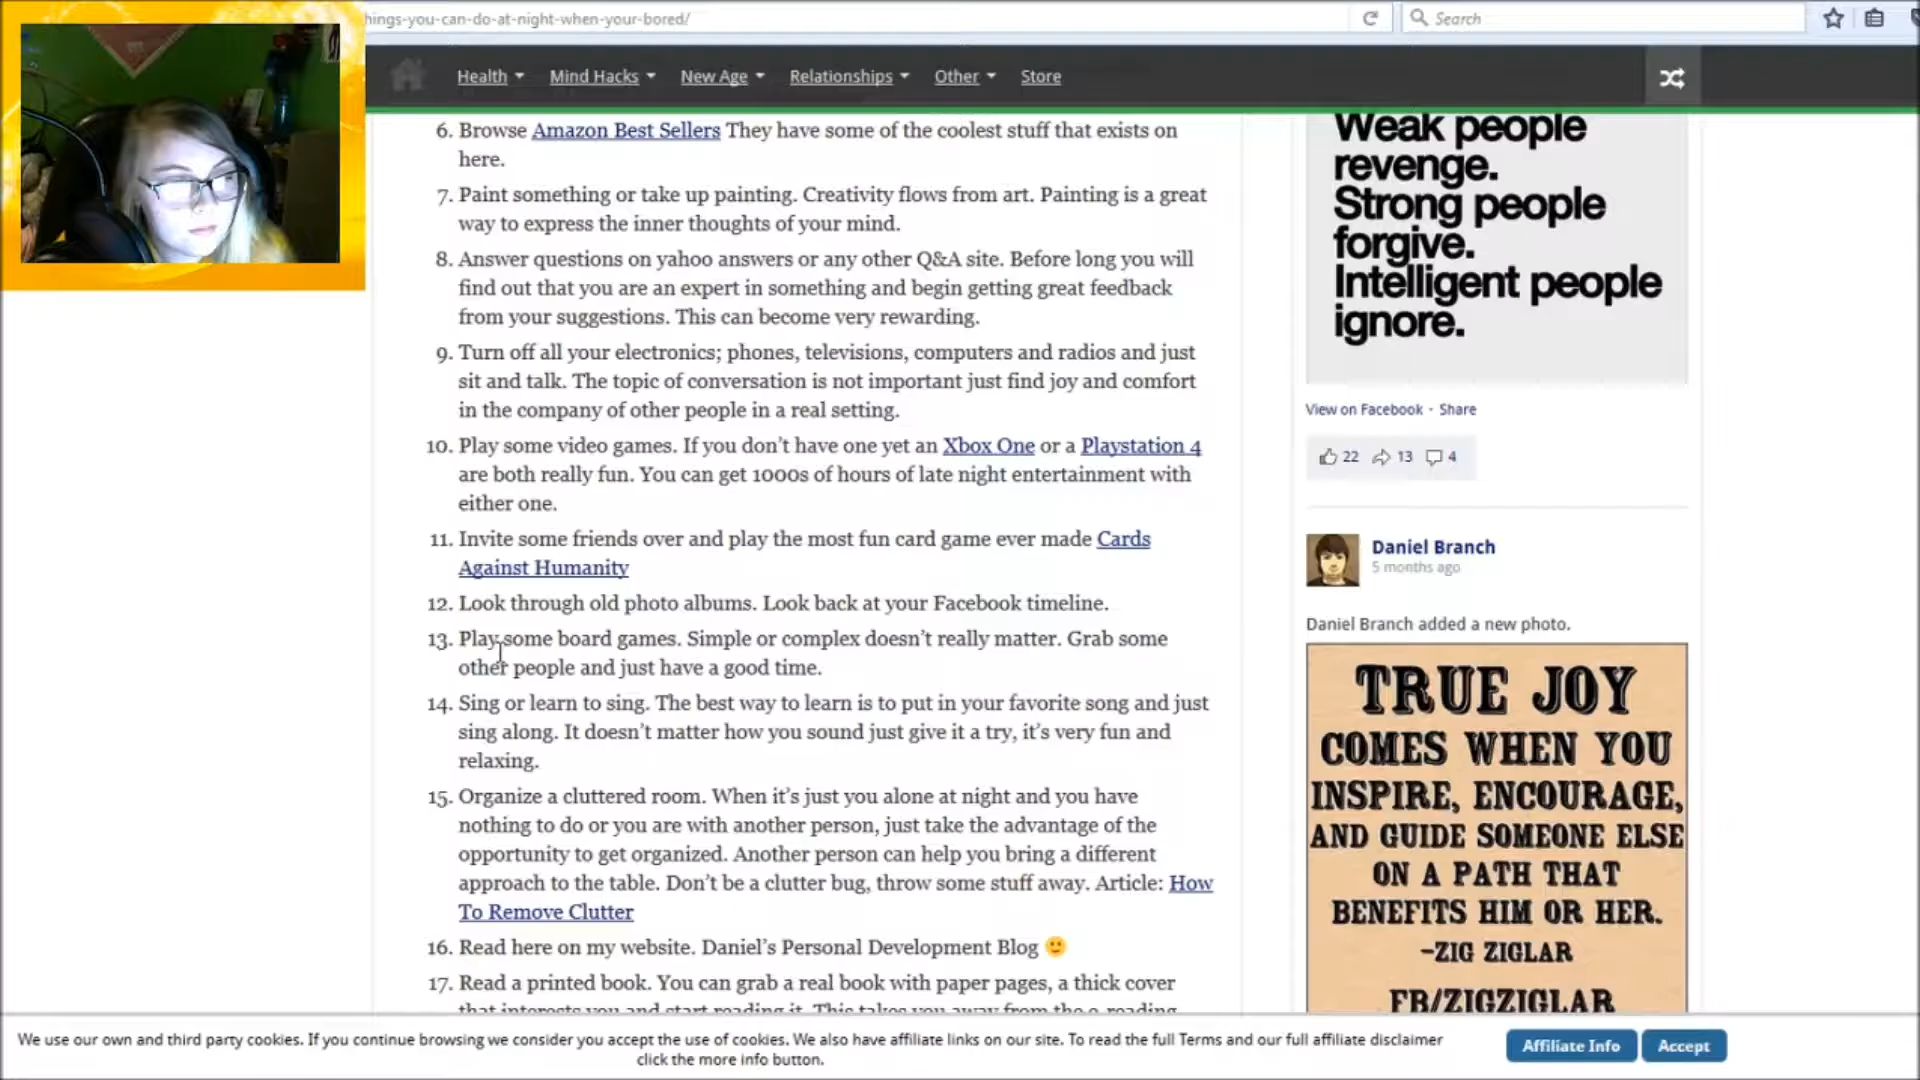 hings-you-can-do-at-night-when-your-bored/
Search
Health
Mind Hacks
New Age
Relationships
Other
Store
6. Browse Amazon Best Sellers They have some of the coolest stuff that exists on
here.
7. Paint something or take up painting. Creativity flows from art. Painting is a great
way to express the inner thoughts of your mind.
8. Answer questions on yahoo answers or any other Q&A site. Before long you will
find out that you are an expert in something and begin getting great feedback
from your suggestions. This can become very rewarding.
9. Turn off all your electronics; phones, televisions, computers and radios and just
sit and talk. The topic of conversation is not important just find joy and comfort
in the company of other people in a real setting.
10. Play some video games. If you don't have one yet an Xbox One or a Playstation 4
are both really fun. You can get 1000s of hours of late night entertainment with
either one.
11. Invite some friends over and play the most fun card game ever made Cards
Against Humanity
12. Look through old photo albums. Look back at your Facebook timeline.
13. Play some board games. Simple or complex doesn't really matter. Grab some
other people and just have a good time.
14. Sing or learn to sing. The best way to learn is to put in your favorite song and just
sing along. It doesn't matter how you sound just give it a try, it's very fun and
relaxing.
15. Organize a cluttered room. When it's just you alone at night and you have
nothing to do or you are with another person, just take the advantage of the
opportunity to get organized. Another person can help you bring a different
approach to the table. Don't be a clutter bug, throw some stuff away. Article: How
To Remove Clutter
16. Read here on my website. Daniel's Personal Development Blog 🙂
17. Read a printed book. You can grab a real book with paper pages, a thick cover
that interests you and start reading it. This takes you away from the e-reading
Weak people
revenge.
Strong people
forgive.
Intelligent people
ignore.
View on Facebook · Share
22 13 4
Daniel Branch
5 months ago
Daniel Branch added a new photo.
TRUE JOY
COMES WHEN YOU
INSPIRE, ENCOURAGE,
AND GUIDE SOMEONE ELSE
ON A PATH THAT
BENEFITS HIM OR HER.
-ZIG ZIGLAR
FB/ZIGZIGLAR
We use our own and third party cookies. If you continue browsing we consider you accept the use of cookies. We also have affiliate links on our site. To read the full Terms and our full affiliate disclaimer
click the more info button.
Affiliate Info
Accept